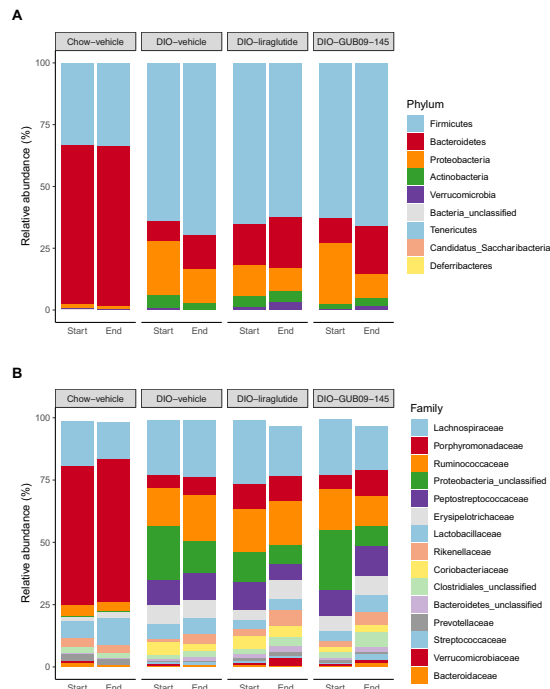 A
Chow−vehicle DIO−vehicle DIO−liraglutide DIO−GUB09−145
100
75
50
25
0
Relative abundance (%)
Start End Start End Start End Start End
Phylum
Firmicutes
Bacteroidetes
Proteobacteria
Actinobacteria
Verrucomicrobia
Bacteria_unclassified
Tenericutes
Candidatus_Saccharibacteria
Deferribacteres
B
Chow−vehicle DIO−vehicle DIO−liraglutide DIO−GUB09−145
100
75
50
25
0
Relative abundance (%)
Start End Start End Start End Start End
Family
Lachnospiraceae
Porphyromonadaceae
Ruminococcaceae
Proteobacteria_unclassified
Peptostreptococcaceae
Erysipelotrichaceae
Lactobacillaceae
Rikenellaceae
Coriobacteriaceae
Clostridiales_unclassified
Bacteroidetes_unclassified
Prevotellaceae
Streptococcaceae
Verrucomicrobiaceae
Bacteroidaceae